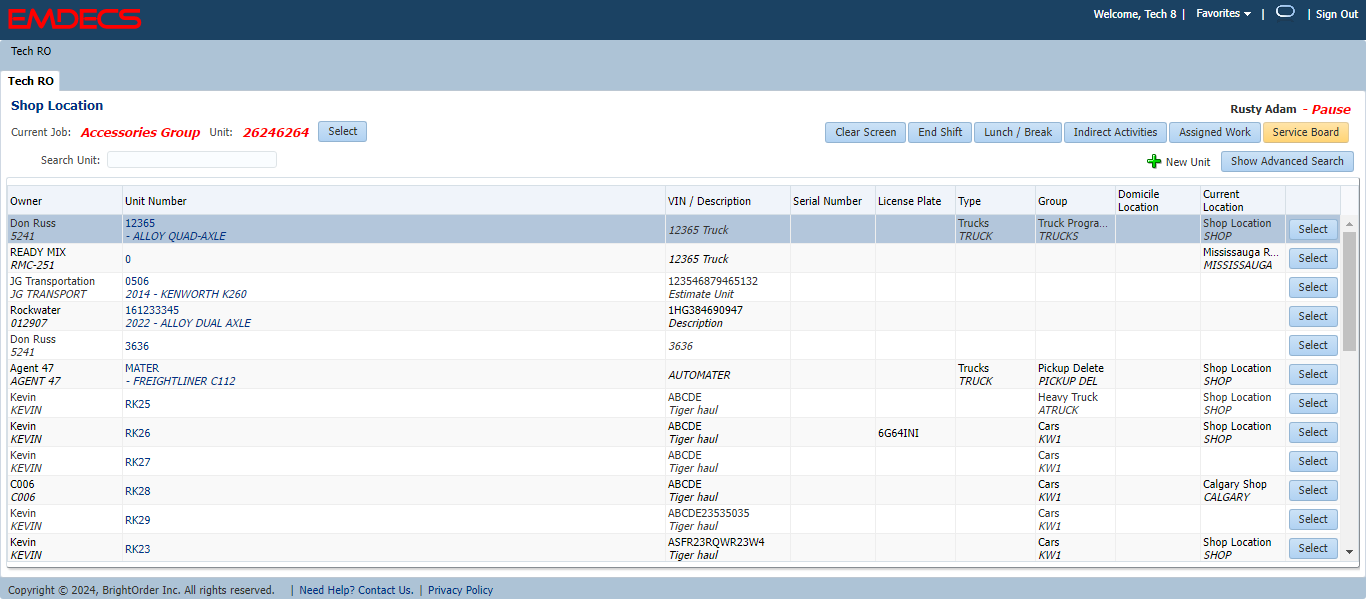 EMDECS
Welcome, Tech 8 | Favorites | | Sign Out
Tech RO
Tech RO
Shop Location
Rusty Adam - Pause
Current Job: Accessories Group Unit: 26246264 Select
Clear Screen End Shift Lunch / Break Indirect Activities Assigned Work Service Board
Search Unit:
New Unit Show Advanced Search
Owner Unit Number VIN / Description Serial Number License Plate Type Group Domicile Location Current Location
Don Russ 12365 Trucks Truck Progra... Shop Location
5241 - ALLOY QUAD-AXLE 12365 Truck TRUCK TRUCKS SHOP Select
READY MIX Mississauga R...
RMC-251 0 12365 Truck MISSISSAUGA Select
JG Transportation 0506 123546879465132
JG TRANSPORT 2014 - KENWORTH K260 Estimate Unit Select
Rockwater 161233345 1HG384690947
012907 2022 - ALLOY DUAL AXLE Description Select
Don Russ
5241 3636 3636 Select
Agent 47 MATER Trucks Pickup Delete Shop Location
AGENT 47 - FREIGHTLINER C112 AUTOMATER TRUCK PICKUP DEL SHOP Select
Kevin ABCDE Heavy Truck Shop Location
KEVIN RK25 Tiger haul ATRUCK SHOP Select
Kevin ABCDE Cars Shop Location
KEVIN RK26 Tiger haul 6G64INI KW1 SHOP Select
Kevin ABCDE Cars
KEVIN RK27 Tiger haul KW1 Select
C006 ABCDE Cars Calgary Shop
C006 RK28 Tiger haul KW1 CALGARY Select
Kevin ABCDE23535035 Cars
KEVIN RK29 Tiger haul KW1 Select
Kevin ASFR23RQWR23W4 Cars Shop Location
KEVIN RK23 Tiger haul KW1 SHOP Select
Copyright © 2024, BrightOrder Inc. All rights reserved. | Need Help? Contact Us. | Privacy Policy